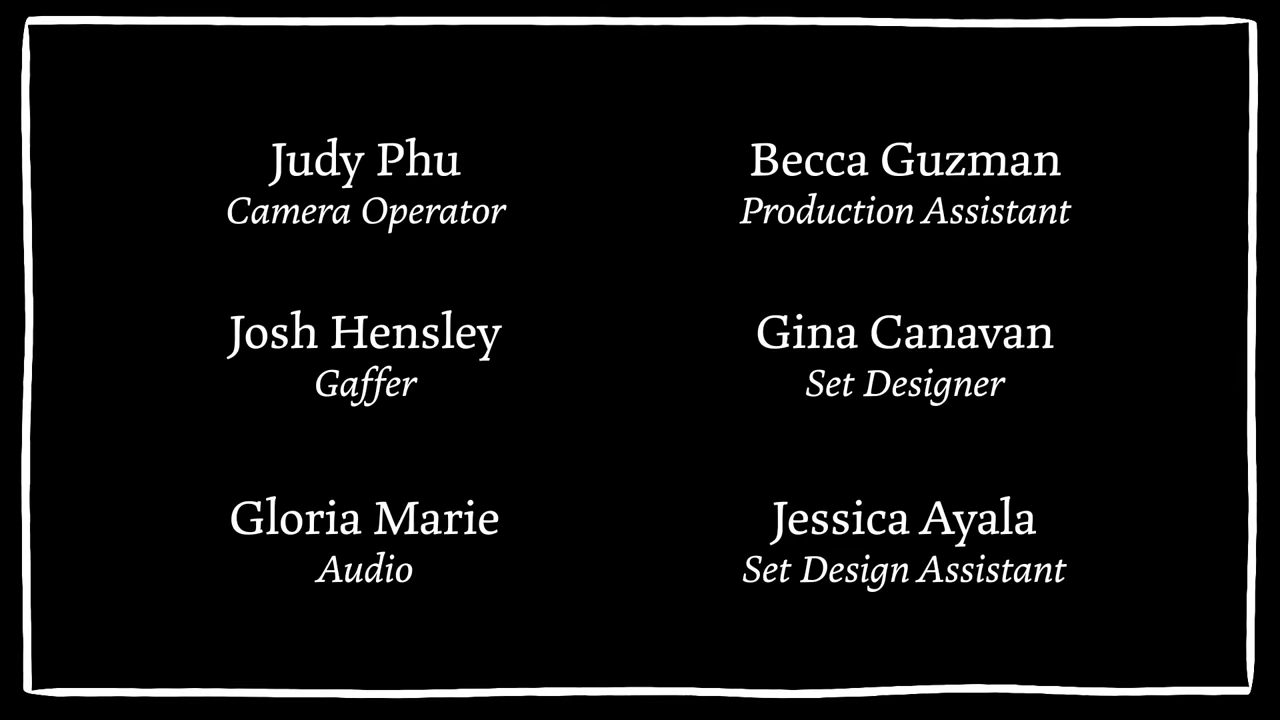 Judy Phu
Camera Operator
Becca Guzman
Production Assistant
Josh Hensley
Gaffer
Gina Canavan
Set Designer
Gloria Marie
Audio
Jessica Ayala
Set Design Assistant